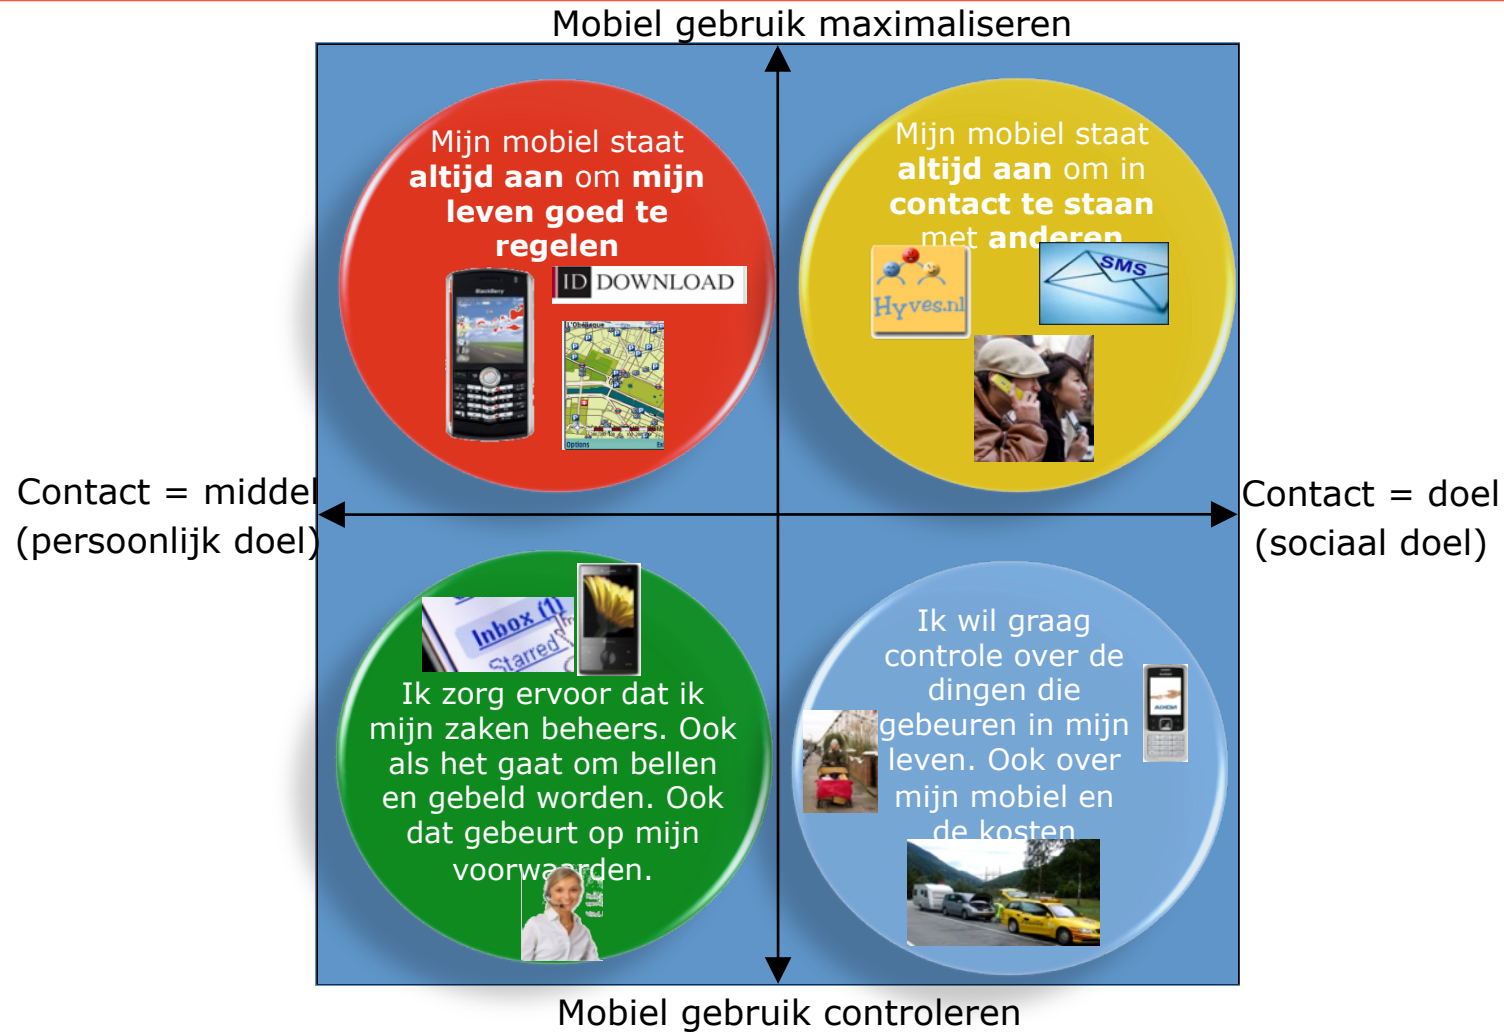 Mobiel gebruik maximaliseren
Mijn mobiel staat
altijd aan om mijn
leven goed te
regelen
BlackBerry
ID DOWNLOAD
L'Obélisque
Options
Mijn mobiel staat
altijd aan om in
contact te staan
met anderen
Hyves.nl
SMS
Contact = middel
(persoonlijk doel)
Contact = doel
(sociaal doel)
Inbox (1)
Starred
Ik zorg ervoor dat ik
mijn zaken beheers. Ook
als het gaat om bellen
en gebeld worden. Ook
dat gebeurt op mijn
voorwaarden.
Ik wil graag
controle over de
dingen die
gebeuren in mijn
leven. Ook over
mijn mobiel en
de kosten
Mobiel gebruik controleren